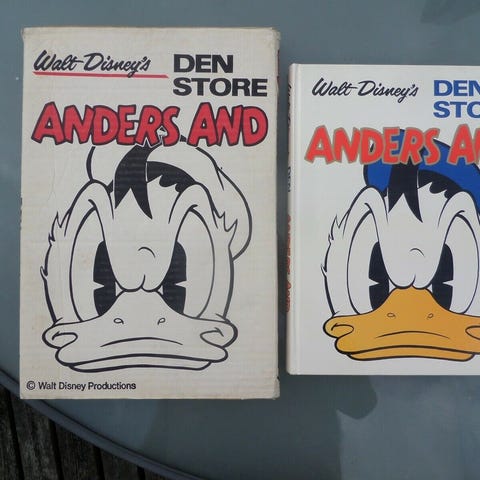 Walt Disney's
DEN
STORE
ANDERS AND
© Walt Disney Productions
Walt Disney's
DEN
STO
ANDERS A